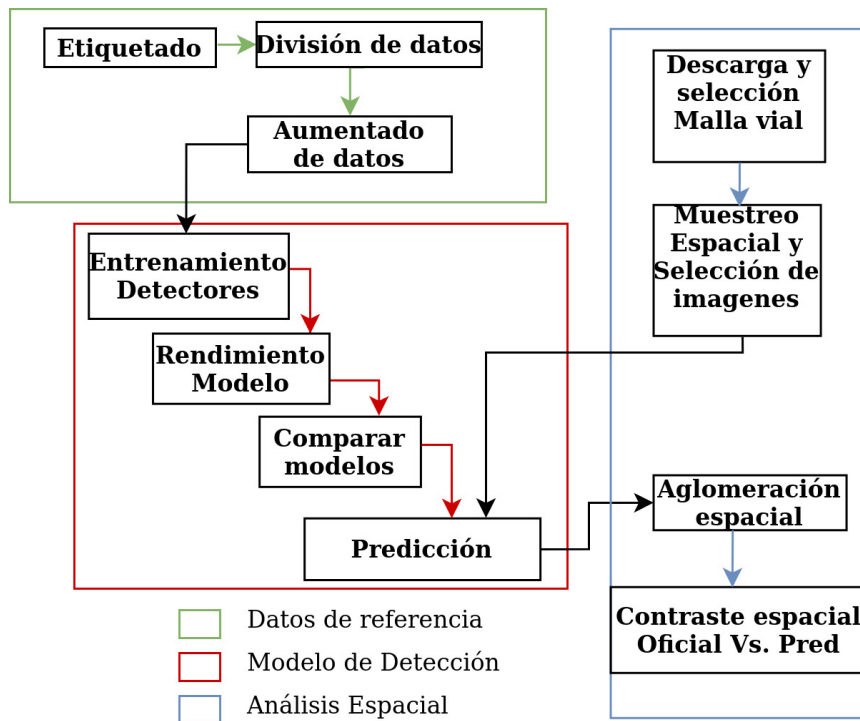 Etiquetado
División de datos
Aumentado
de datos
Entrenamiento
Detectores
Rendimiento
Modelo
Comparar
modelos
Predicción
Descarga y
selección
Malla vial
Muestreo
Espacial y
Selección de
imagenes
Aglomeración
espacial
Contraste espacial
Oficial Vs. Pred
Datos de referencia
Modelo de Detección
Análisis Espacial